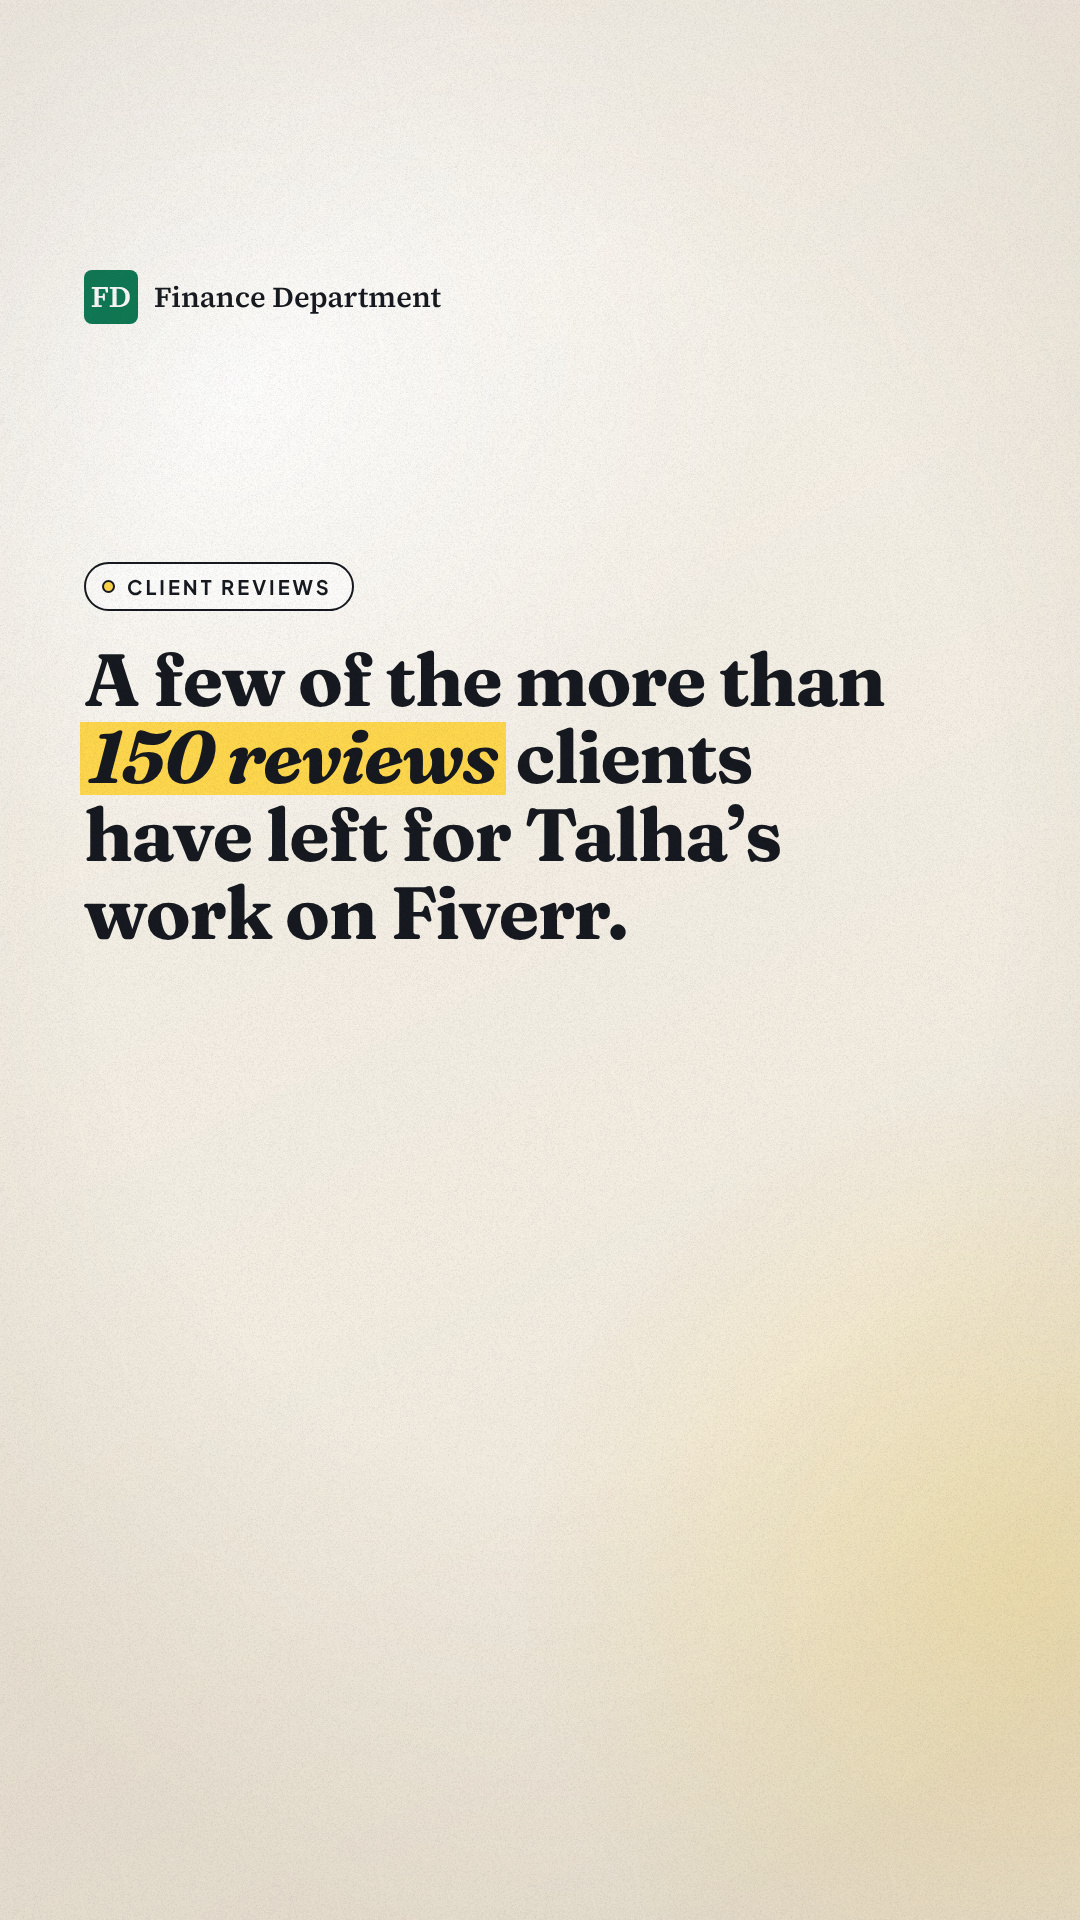 FD Finance Department
CLIENT REVIEWS
A few of the more than
150 reviews clients
have left for Talha’s
work on Fiverr.